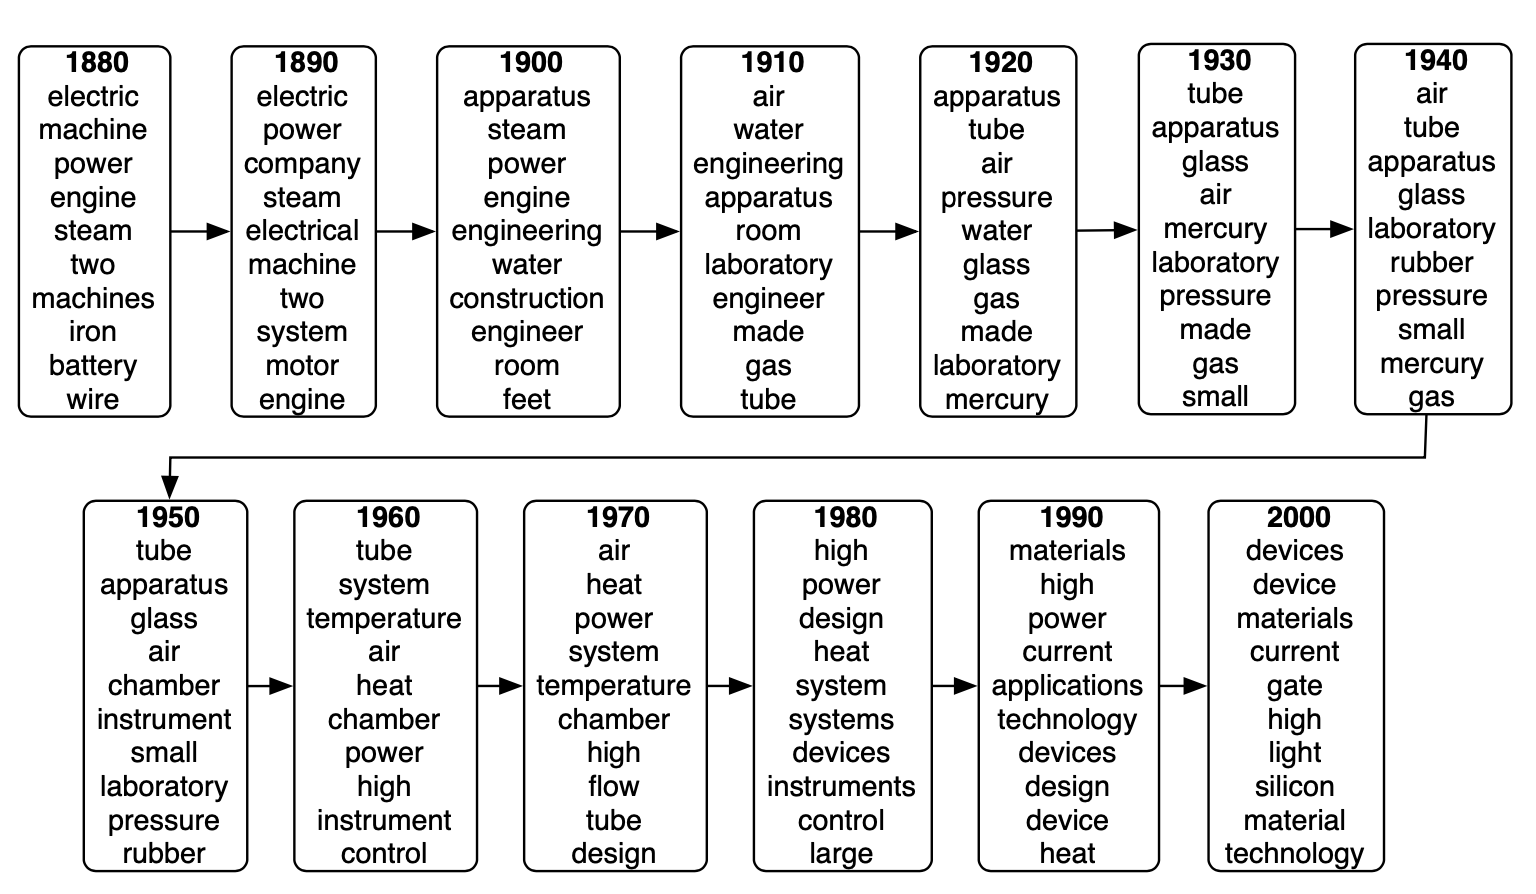 1880
electric
machine
power
engine
steam
two
machines
iron
battery
wire
1890
electric
power
company
steam
electrical
machine
two
system
motor
engine
1900
apparatus
steam
power
engine
engineering
water
construction
engineer
room
feet
1910
air
water
engineering
apparatus
room
laboratory
engineer
made
gas
tube
1920
apparatus
tube
air
pressure
water
glass
gas
made
laboratory
mercury
1930
tube
apparatus
glass
air
mercury
laboratory
pressure
made
gas
small
1940
air
tube
apparatus
glass
laboratory
rubber
pressure
small
mercury
gas
1950
tube
apparatus
glass
air
chamber
instrument
small
laboratory
pressure
rubber
1960
tube
system
temperature
air
heat
chamber
power
high
instrument
control
1970
air
heat
power
system
temperature
chamber
high
flow
tube
design
1980
high
power
design
heat
system
systems
devices
instruments
control
large
1990
materials
high
power
current
applications
technology
devices
design
device
heat
2000
devices
device
materials
current
gate
high
light
silicon
material
technology